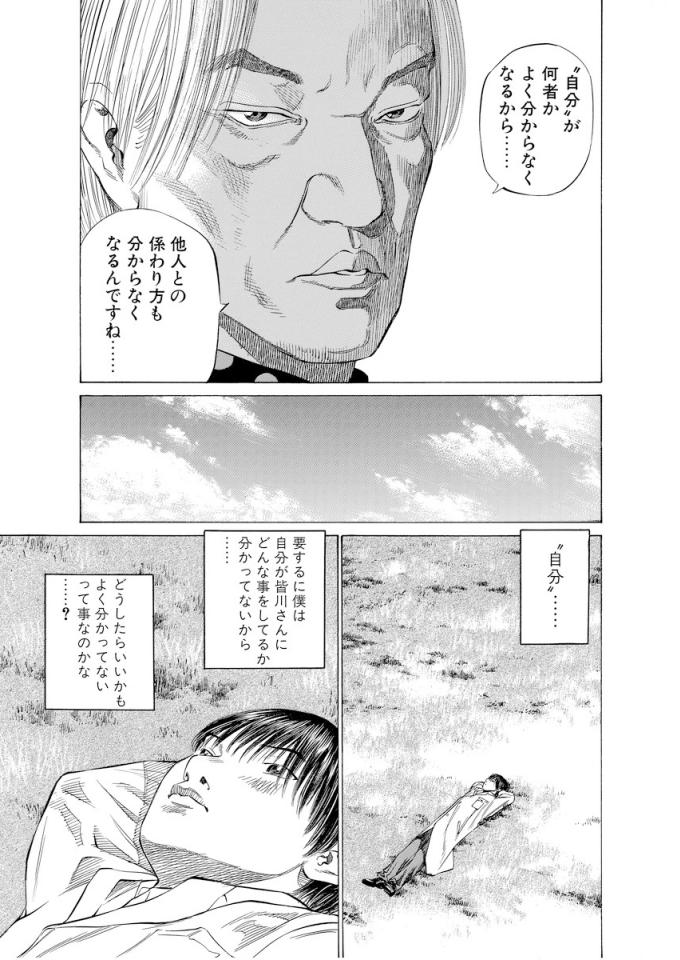 〝自分〟が
何者か
よく分からなく
なるから……
他人との
係わり方も
分からなく
なるんですね……
〝自分〟……
要するに僕は
自分が皆川さんに
どんな事をしてるか
分かってないから
……
どうしたらいいかも
よく分かってない
って事なのかな
……?